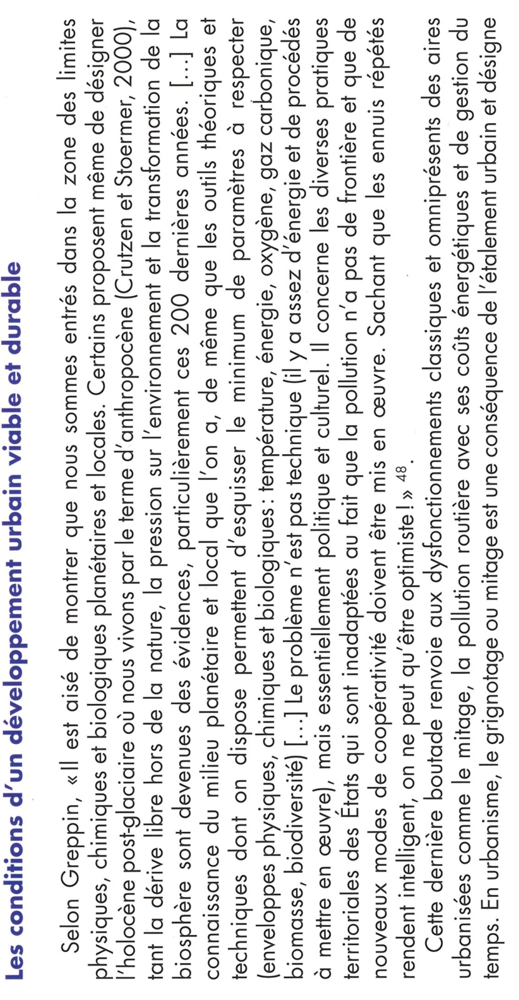 Les conditions d'un développement urbain viable et durable
Selon Greppin, « Il est aisé de montrer que nous sommes entrés dans la zone des limites
physiques, chimiques et biologiques planétaires et locales. Certains proposent même de désigner
l'holocène post-glaciaire où nous vivons par le terme d'anthropocène (Crutzen et Stoermer, 2000),
tant la dérive libre hors de la nature, la pression sur l'environnement et la transformation de la
biosphère sont devenues des évidences, particulièrement ces 200 dernières années. [...] La
connaissance du milieu planétaire et local que l'on a, de même que les outils théoriques et
techniques dont on dispose permettent d'esquisser le minimum de paramètres à respecter
(enveloppes physiques, chimiques et biologiques : température, énergie, oxygène, gaz carbonique,
biomasse, biodiversité) [...] Le problème n'est pas technique (il y a assez d'énergie et de procédés
à mettre en œuvre), mais essentiellement politique et culturel. Il concerne les diverses pratiques
territoriales des États qui sont inadaptées au fait que la pollution n'a pas de frontière et que de
nouveaux modes de coopérativité doivent être mis en œuvre. Sachant que les ennuis répétés
rendent intelligent, on ne peut qu'être optimiste ! » 48.
Cette dernière boutade renvoie aux dysfonctionnements classiques et omniprésents des aires
urbanisées comme le mitage, la pollution routière avec ses coûts énergétiques et de gestion du
temps. En urbanisme, le grignotage ou mitage est une conséquence de l'étalement urbain et désigne